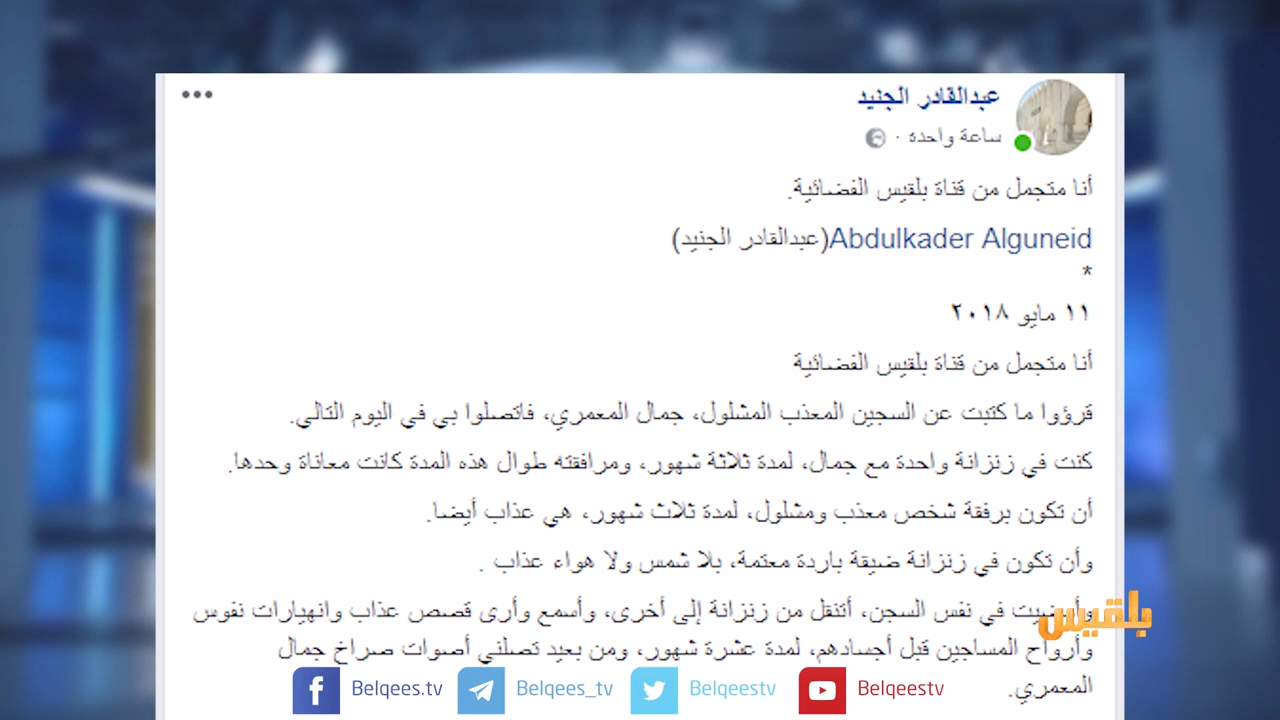 عبدالقادر الجنيد
ساعة واحدة ·
أنا متجمل من قناة بلقيس الفضائية.
Abdulkader Alguneid(عبدالقادر الجنيد)
*
١١ مايو ٢٠١٨
أنا متجمل من قناة بلقيس الفضائية
قرؤوا ما كتبت عن السجين المعذب المشلول، جمال المعمري، فاتصلوا بي في اليوم التالي.
كنت في زنزانة واحدة مع جمال، لمدة ثلاثة شهور، ومرافقته طوال هذه المدة كانت معاناة وحدها.
أن تكون برفقة شخص معذب ومشلول، لمدة ثلاث شهور، هي عذاب أيضا.
وأن تكون في زنزانة ضيقة باردة معتمة، بلا شمس ولا هواء عذاب .
في نفس السجن، أتنقل من زنزانة إلى أخرى، وأسمع وأرى قصص عذاب وانهيارات نفوس
وأرواح المساجين قبل أجسادهم، لمدة عشرة شهور، ومن بعيد تصلني أصوات صراخ جمال
المعمري.
بلقيس
Belqees.tv
Belqees_tv
Belqeestv
Belqeestv